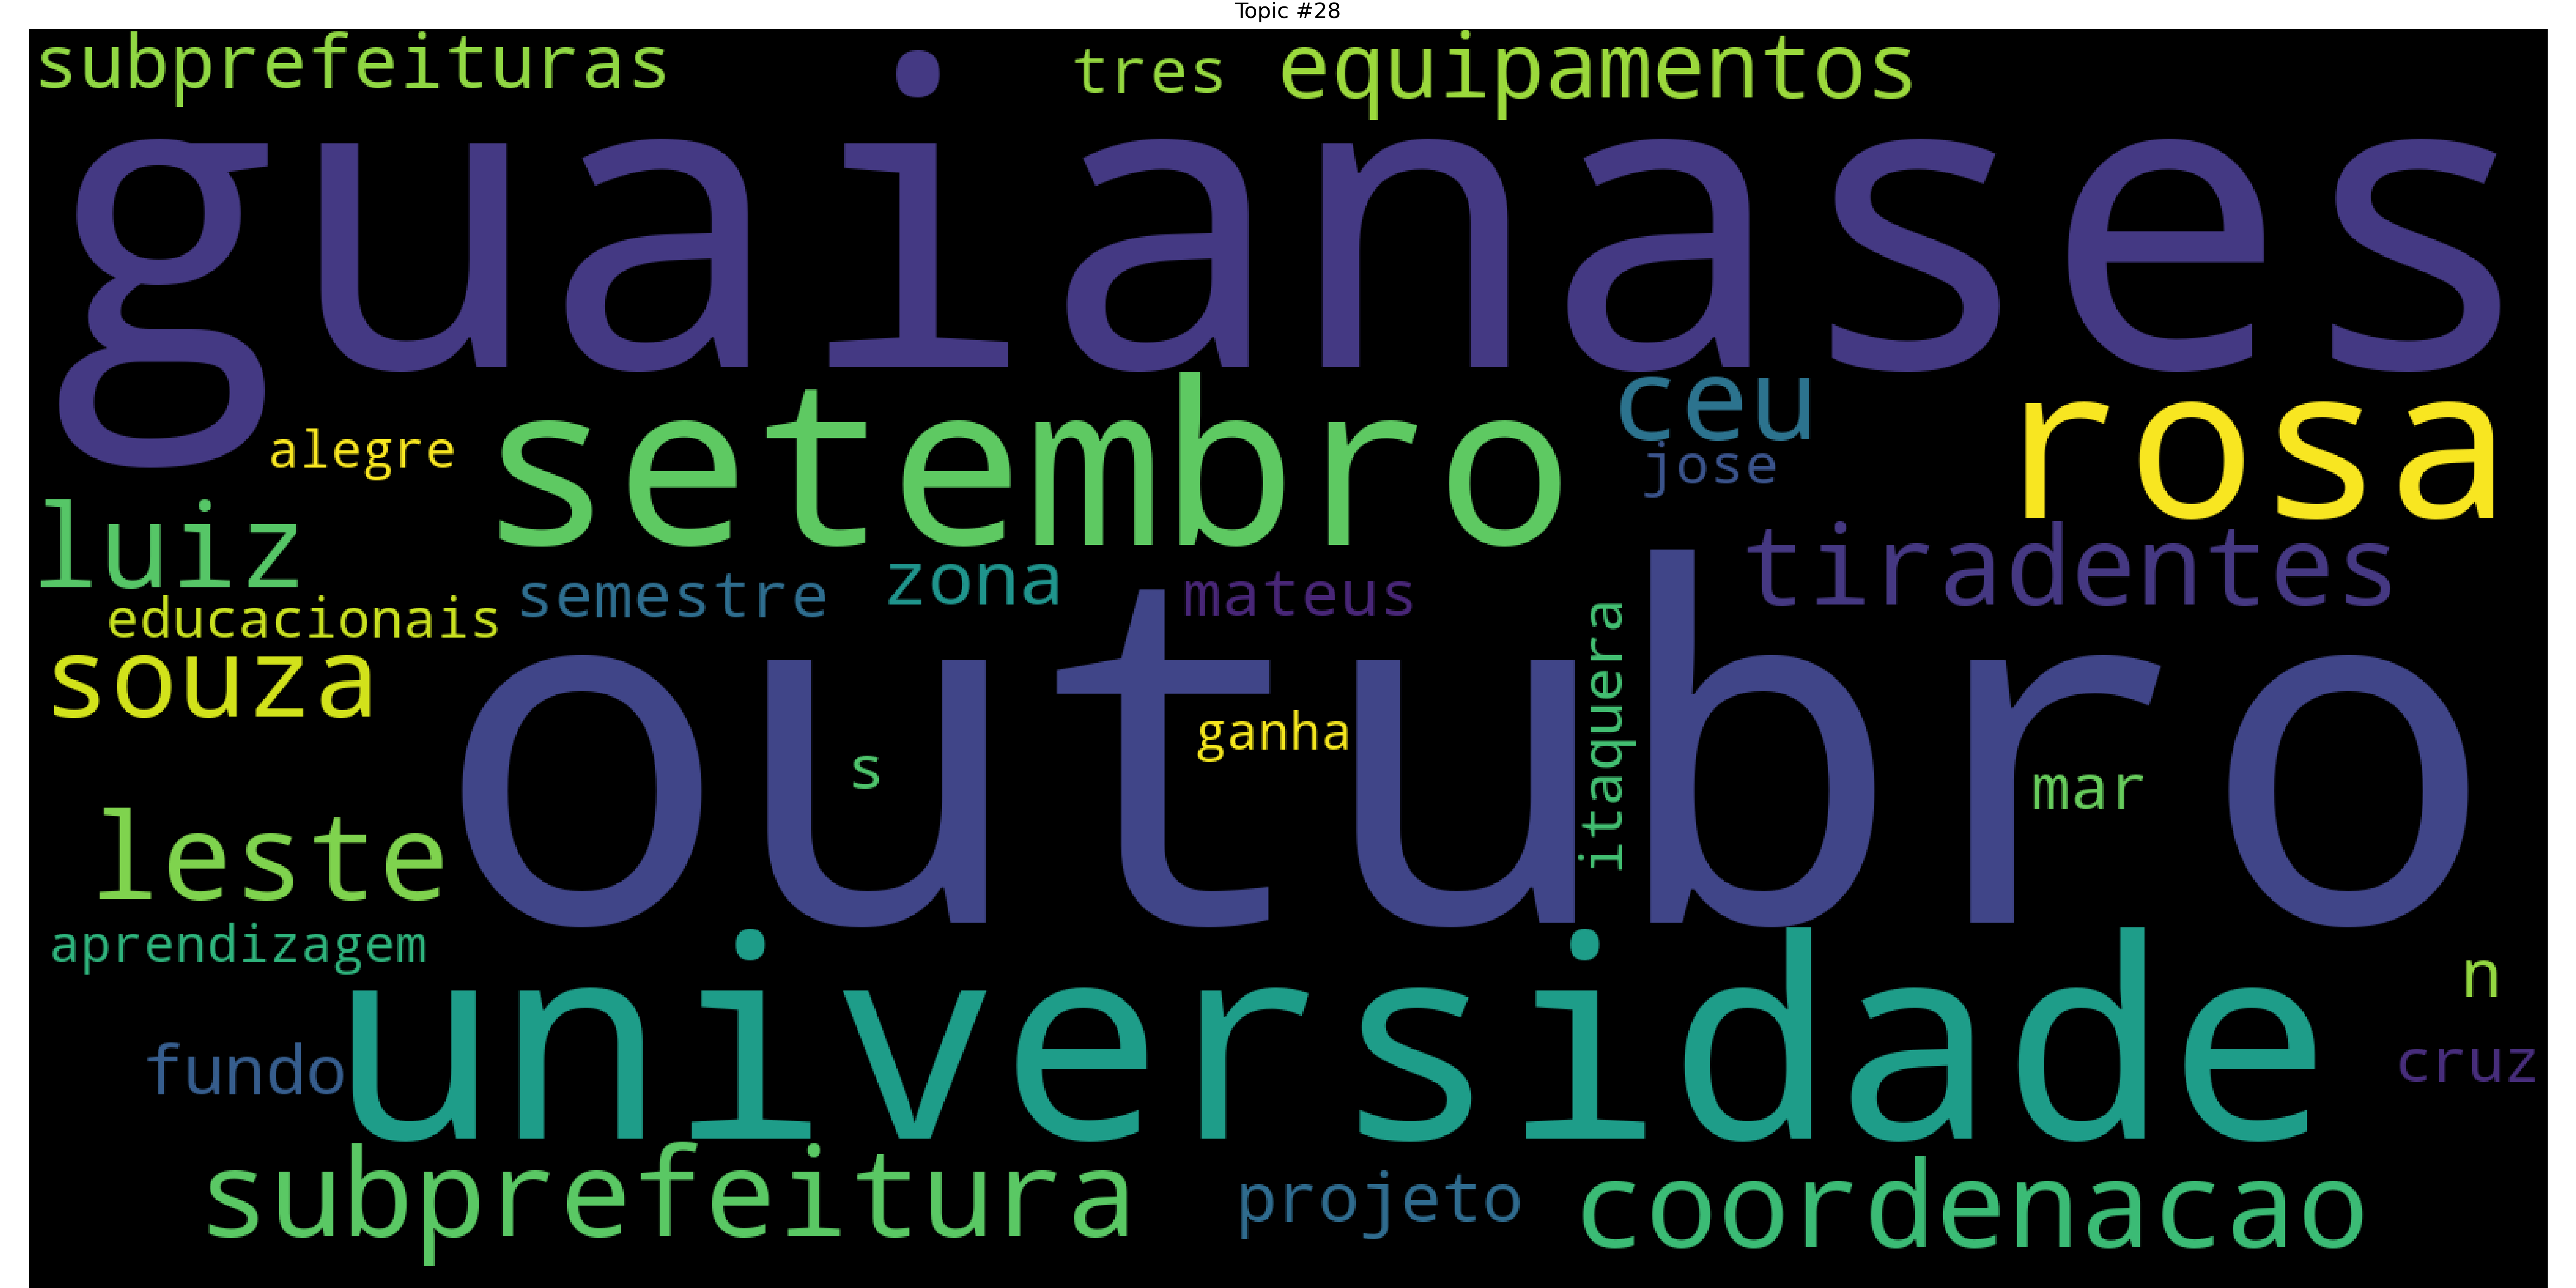 Topic #28
subprefeituras tres equipamentos
guaianases
setembro ceu rosa
alegre jose
luiz tiradentes
semestre zona mateus
educacionais
souza outubro
itaquera
ganha
s mar
leste
aprendizagem
universidade n
fundo cruz
subprefeitura projeto coordenacao